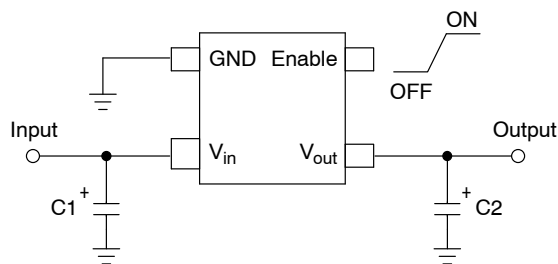 ON
GND Enable
OFF
Input
Output
Vin
Vout
C1 +
+ C2